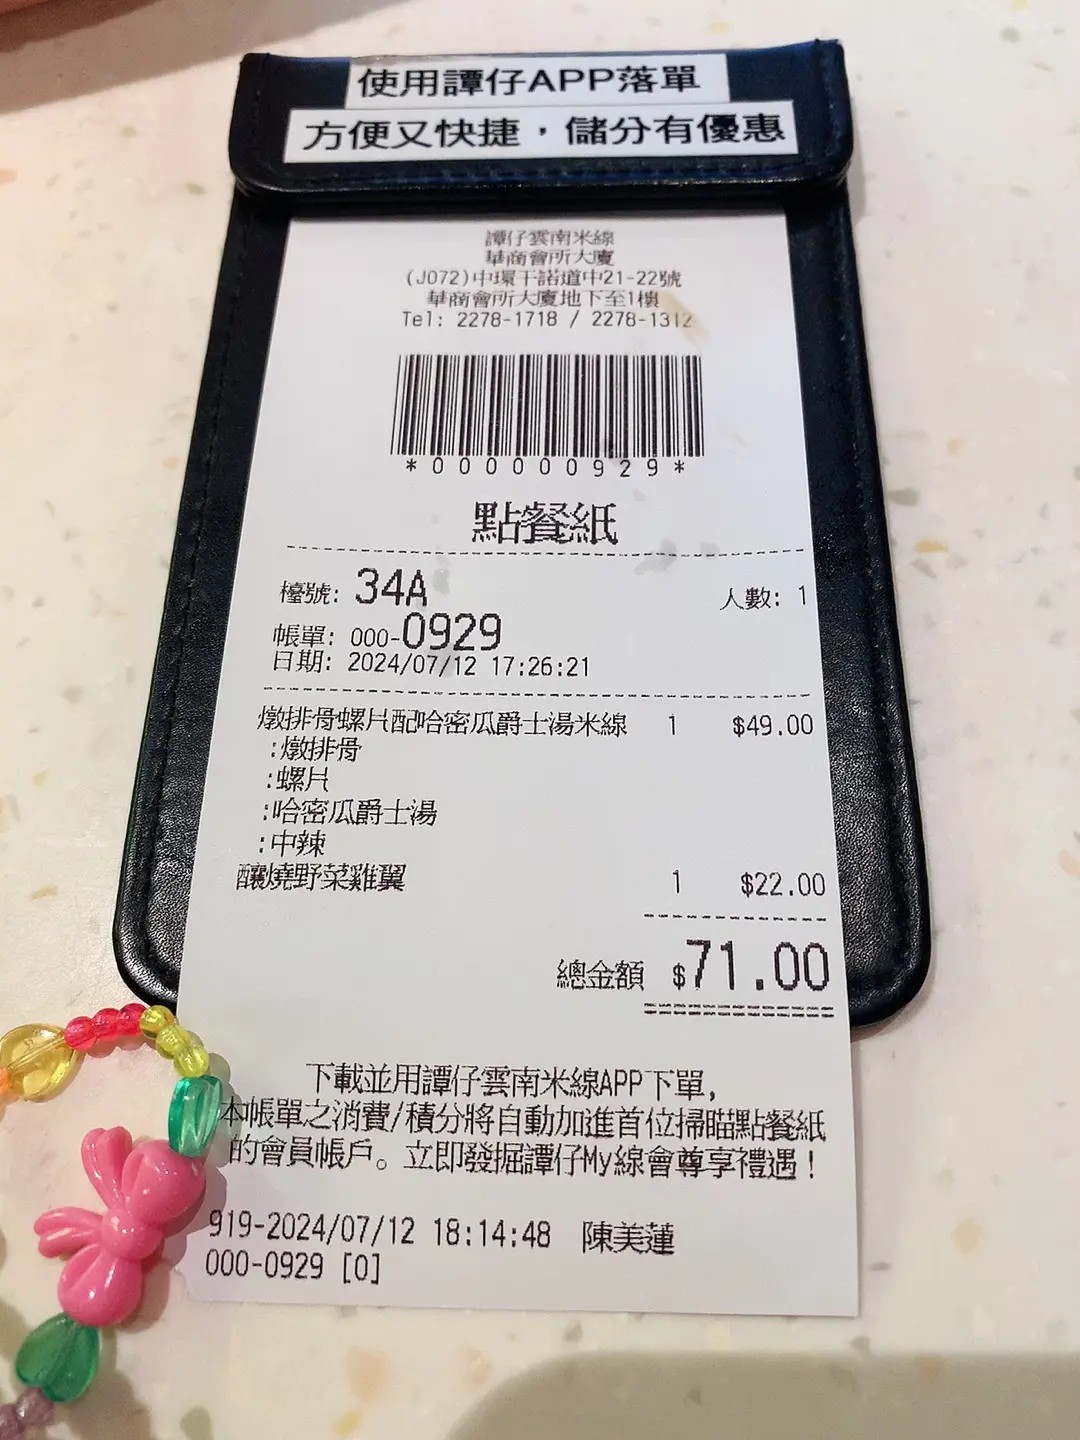 使用譚仔APP落單
方便又快捷，儲分有優惠
譚仔雲南米線
華商會所大廈
(J072)中環干諾道中21-22號
華商會所大廈地下至1樓
Tel: 2278-1718 / 2278-1312
*000000929*
點餐紙
檯號: 34A 人數: 1
帳單: 000-0929
日期: 2024/07/12 17:26:21
燉排骨螺片配哈密瓜爵士湯米線 1 $49.00
:燉排骨
:螺片
:哈密瓜爵士湯
:中辣
釀燒野菜雞翼 1 $22.00
總金額 $71.00
下載並用譚仔雲南米線APP下單,
本帳單之消費/積分將自動加進首位掃瞄點餐紙
的會員帳戶。立即發掘譚仔My線會尊享禮遇!
919-2024/07/12 18:14:48 陳美蓮
000-0929 [0]